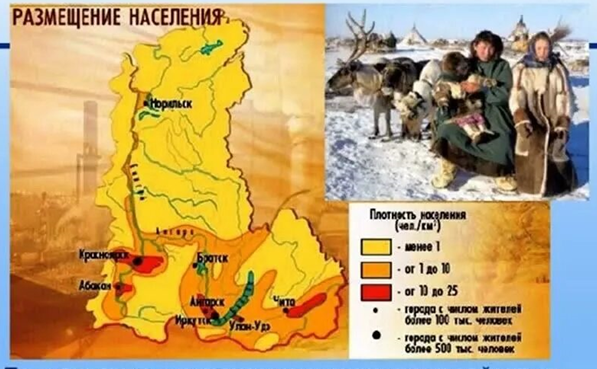 РАЗМЕЩЕНИЕ НАСЕЛЕНИЯ
Норильск
Енисей
Ангара
Красноярск
Братск
Абакан
Ангарск
Чита
Иркутск
Улан-Удэ
Плотность населения
(чел./км²)
- менее 1
- от 1 до 10
- от 10 до 25
- города с числом жителей
более 100 тыс. человек
- города с числом жителей
более 500 тыс. человек